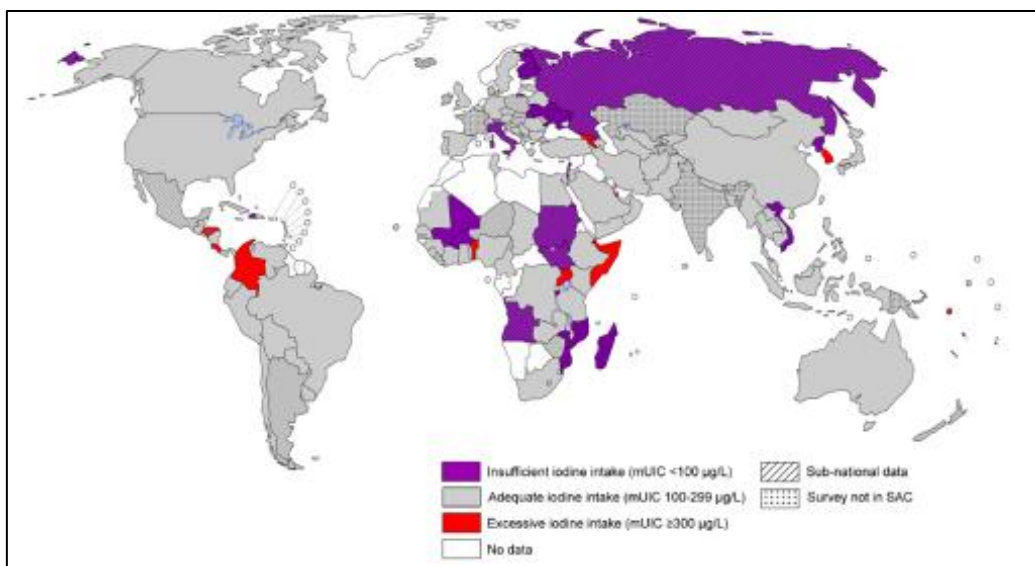 Insufficient iodine intake (mUIC <100 µg/L)
Adequate iodine intake (mUIC 100-299 µg/L)
Excessive iodine intake (mUIC ≥300 µg/L)
No data
Sub-national data
Survey not in SAC